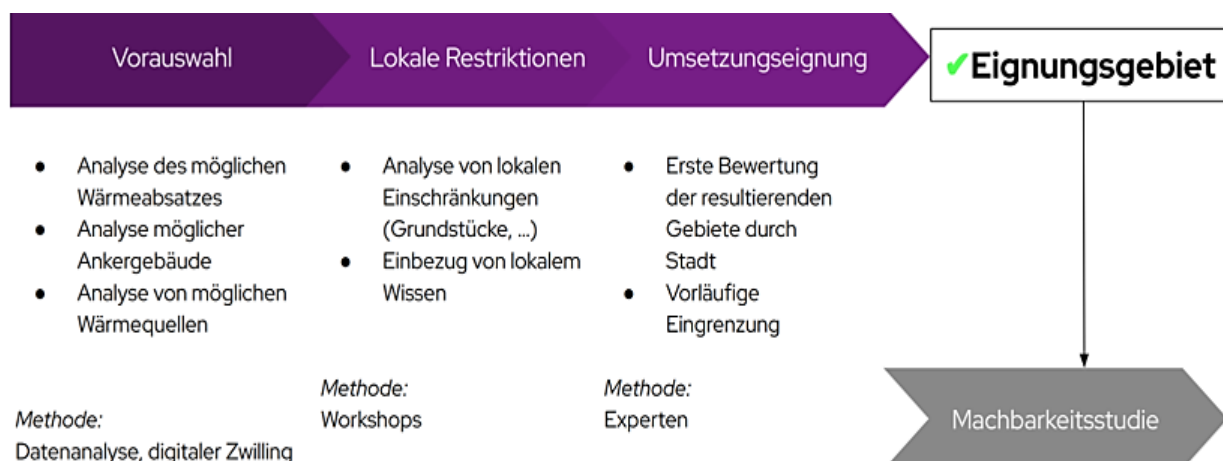 Vorauswahl
Lokale Restriktionen
Umsetzungseignung
✔Eignungsgebiet
● Analyse des möglichen
Wärmeabsatzes
● Analyse möglicher
Ankergebäude
● Analyse von möglichen
Wärmequellen
Methode:
Datenanalyse, digitaler Zwilling
● Analyse von lokalen
Einschränkungen
(Grundstücke, ...)
● Einbezug von lokalem
Wissen
Methode:
Workshops
● Erste Bewertung
der resultierenden
Gebiete durch
Stadt
● Vorläufige
Eingrenzung
Methode:
Experten
Machbarkeitsstudie